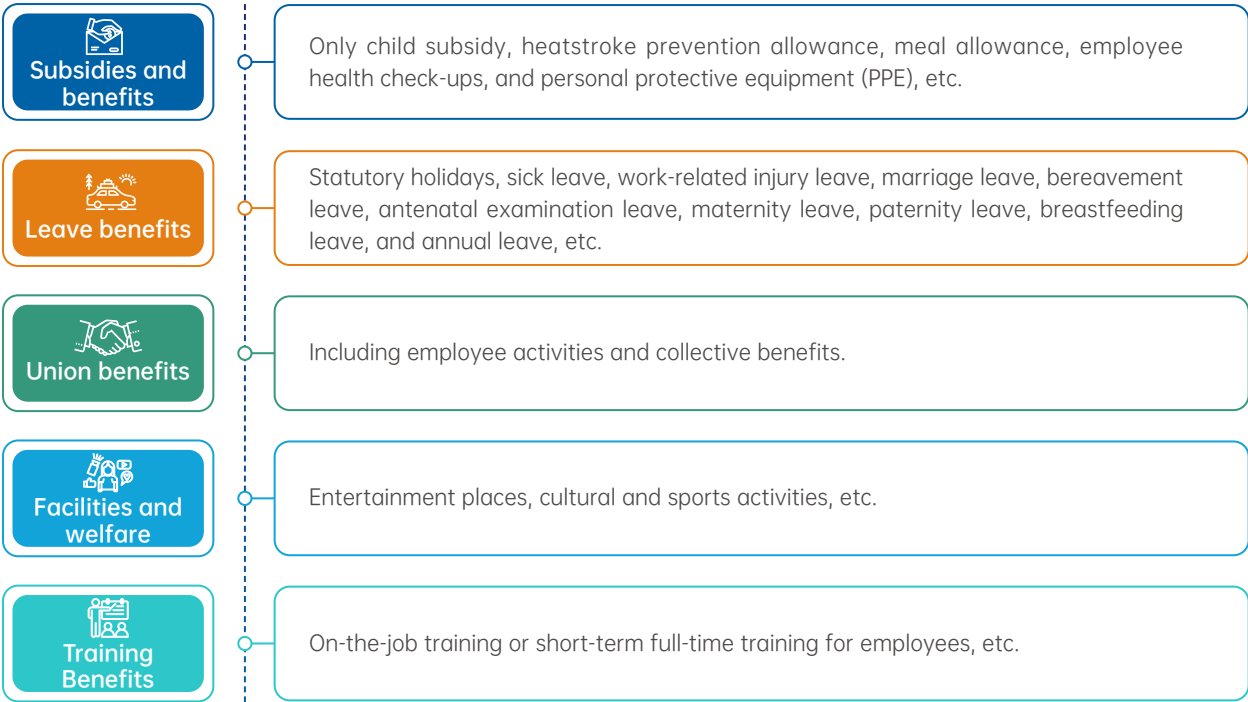 Subsidies and
benefits
Only child subsidy, heatstroke prevention allowance, meal allowance, employee
health check-ups, and personal protective equipment (PPE), etc.
Leave benefits
Statutory holidays, sick leave, work-related injury leave, marriage leave, bereavement
leave, antenatal examination leave, maternity leave, paternity leave, breastfeeding
leave, and annual leave, etc.
Union benefits
Including employee activities and collective benefits.
Facilities and
welfare
Entertainment places, cultural and sports activities, etc.
Training
Benefits
On-the-job training or short-term full-time training for employees, etc.